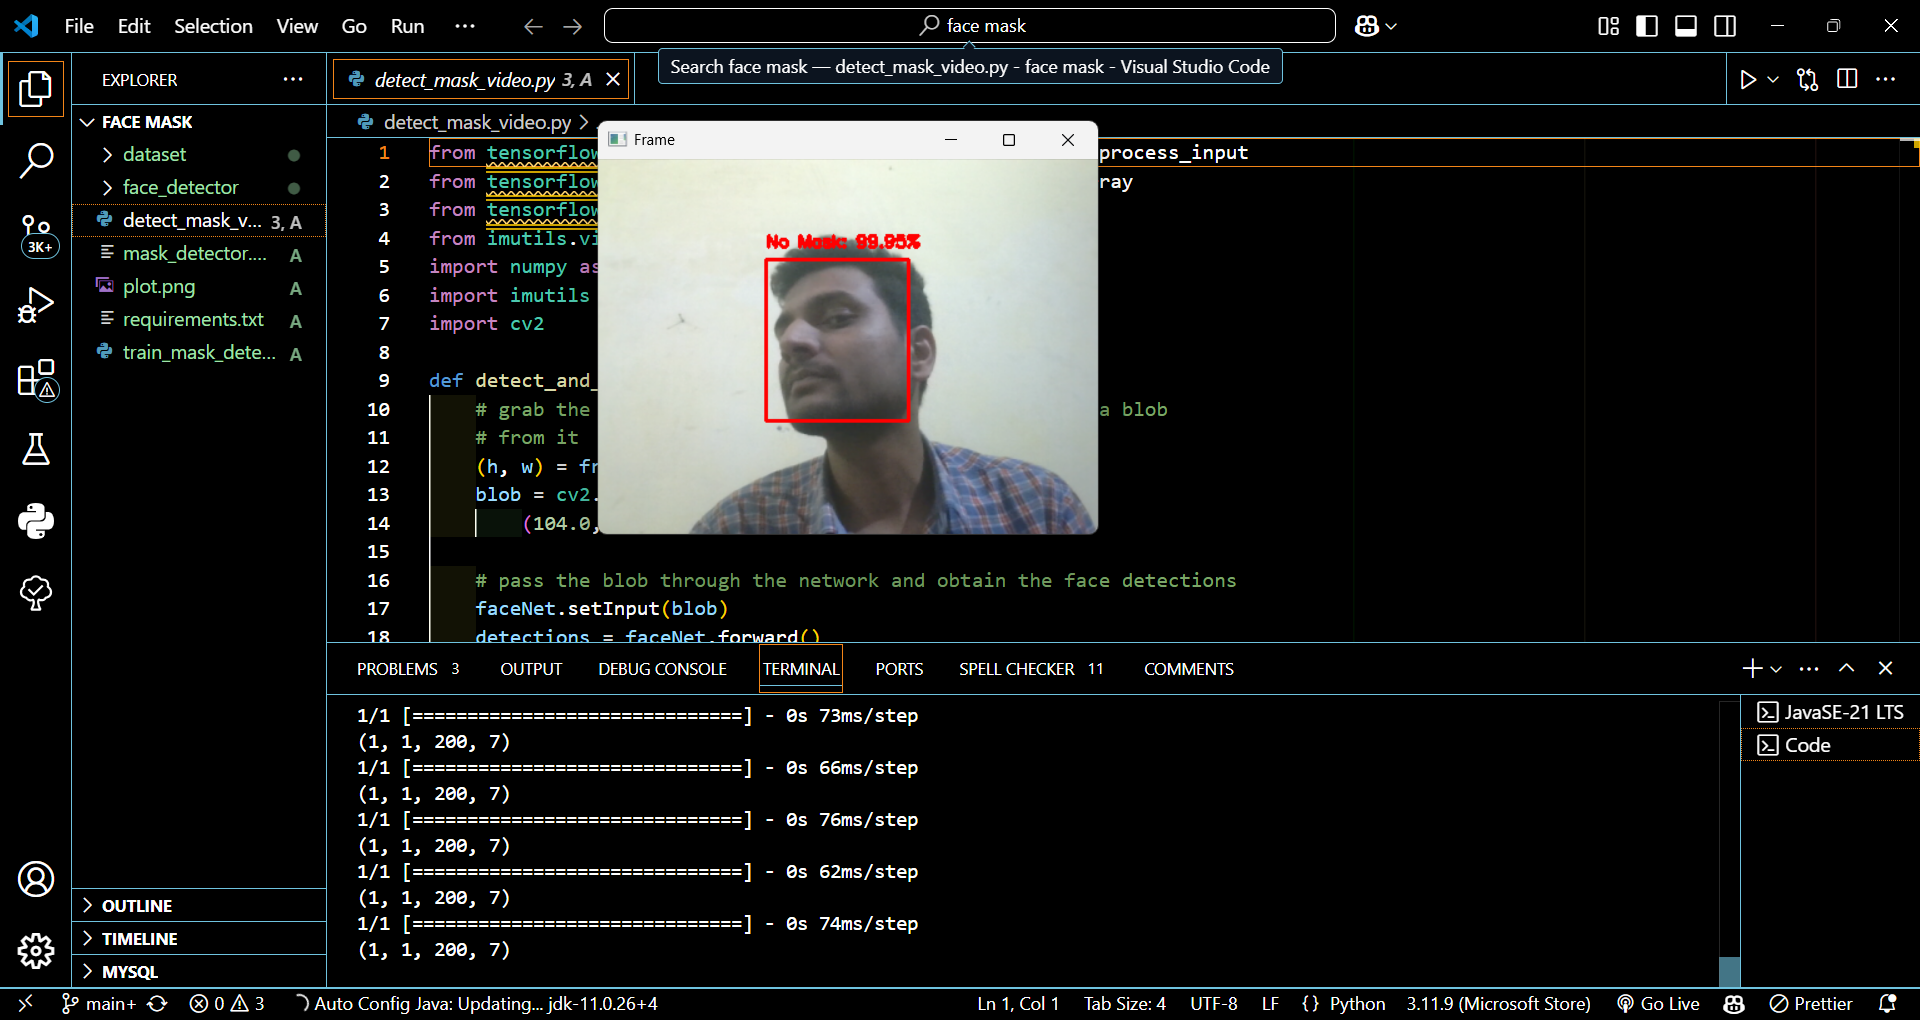 File Edit Selection View Go Run ··· face mask
Search face mask — detect_mask_video.py - face mask - Visual Studio Code
EXPLORER
FACE MASK
dataset
face_detector
detect_mask_v... 3, A
mask_detector.... A
plot.png A
requirements.txt A
train_mask_dete... A
OUTLINE
TIMELINE
MYSQL
3K+
detect_mask_video.py 3, A
detect_mask_video.py >
Frame
No Mask: 99.95%
1 from tensorflow process_input
2 from tensorflow ray
3 from tensorflow
4 from imutils.vi
5 import numpy as
6 import imutils
7 import cv2
8
9 def detect_and_
10 # grab the a blob
11 # from it
12 (h, w) = fr
13 blob = cv2.
14 (104.0,
15
16 # pass the blob through the network and obtain the face detections
17 faceNet.setInput(blob)
18 detections = faceNet.forward()
PROBLEMS 3 OUTPUT DEBUG CONSOLE TERMINAL PORTS SPELL CHECKER 11 COMMENTS
1/1 [==============================] - 0s 73ms/step
(1, 1, 200, 7)
1/1 [==============================] - 0s 66ms/step
(1, 1, 200, 7)
1/1 [==============================] - 0s 76ms/step
(1, 1, 200, 7)
1/1 [==============================] - 0s 62ms/step
(1, 1, 200, 7)
1/1 [==============================] - 0s 74ms/step
(1, 1, 200, 7)
JavaSE-21 LTS
Code
main+ 0 3 Auto Config Java: Updating... jdk-11.0.26+4 Ln 1, Col 1 Tab Size: 4 UTF-8 LF {} Python 3.11.9 (Microsoft Store) Go Live Prettier